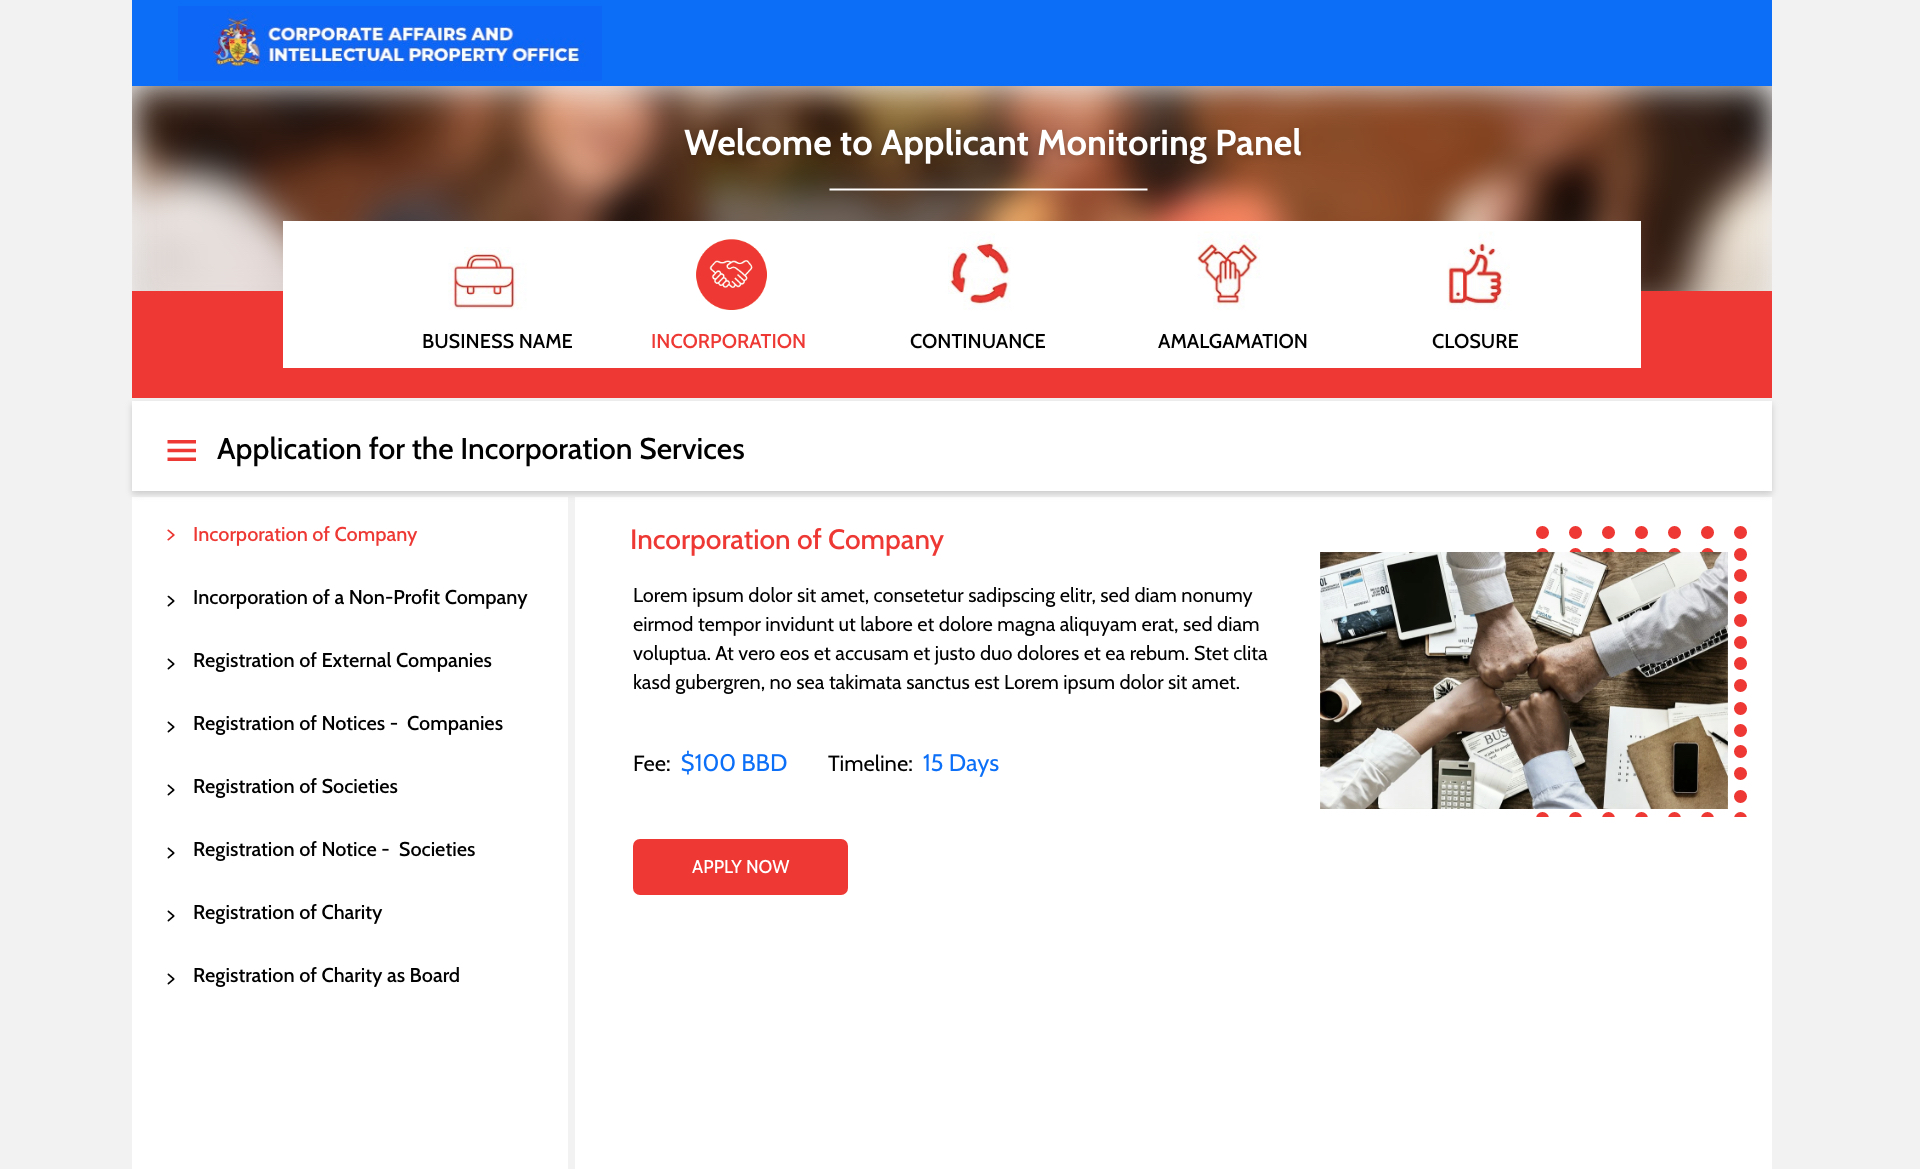 CORPORATE AFFAIRS AND
INTELLECTUAL PROPERTY OFFICE
Welcome to Applicant Monitoring Panel
BUSINESS NAME
INCORPORATION
CONTINUANCE
AMALGAMATION
CLOSURE
Application for the Incorporation Services
Incorporation of Company
Incorporation of a Non-Profit Company
Registration of External Companies
Registration of Notices - Companies
Registration of Societies
Registration of Notice - Societies
Registration of Charity
Registration of Charity as Board
Incorporation of Company
Lorem ipsum dolor sit amet, consetetur sadipscing elitr, sed diam nonumy
eirmod tempor invidunt ut labore et dolore magna aliquyam erat, sed diam
voluptua. At vero eos et accusam et justo duo dolores et ea rebum. Stet clita
kasd gubergren, no sea takimata sanctus est Lorem ipsum dolor sit amet.
Fee: $100 BBD Timeline: 15 Days
APPLY NOW